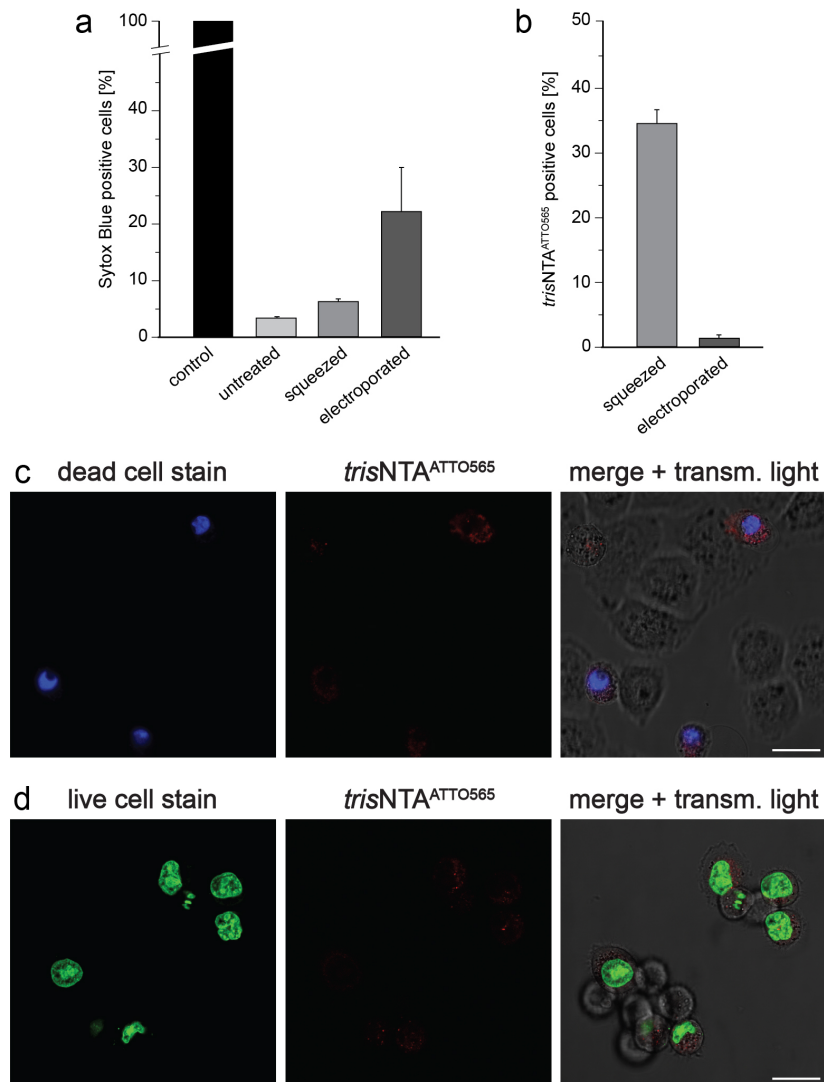 a
Sytox Blue positive cells [%]
100
40
30
20
10
0
control
untreated
squeezed
electroporated
b
trisNTAATTO565 positive cells [%]
50
40
30
20
10
0
squeezed
electroporated
c
dead cell stain
trisNTAATTO565
merge + transm. light
d
live cell stain
trisNTAATTO565
merge + transm. light